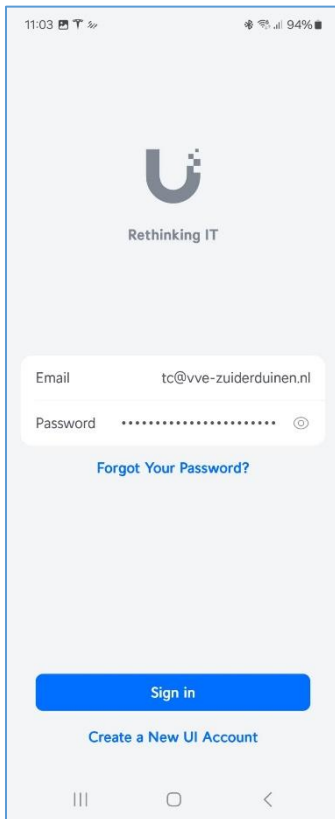 11:03 94%
Rethinking IT
Email tc@vve-zuiderduinen.nl
Password •••••••••••••••••••••••
Forgot Your Password?
Sign in
Create a New UI Account